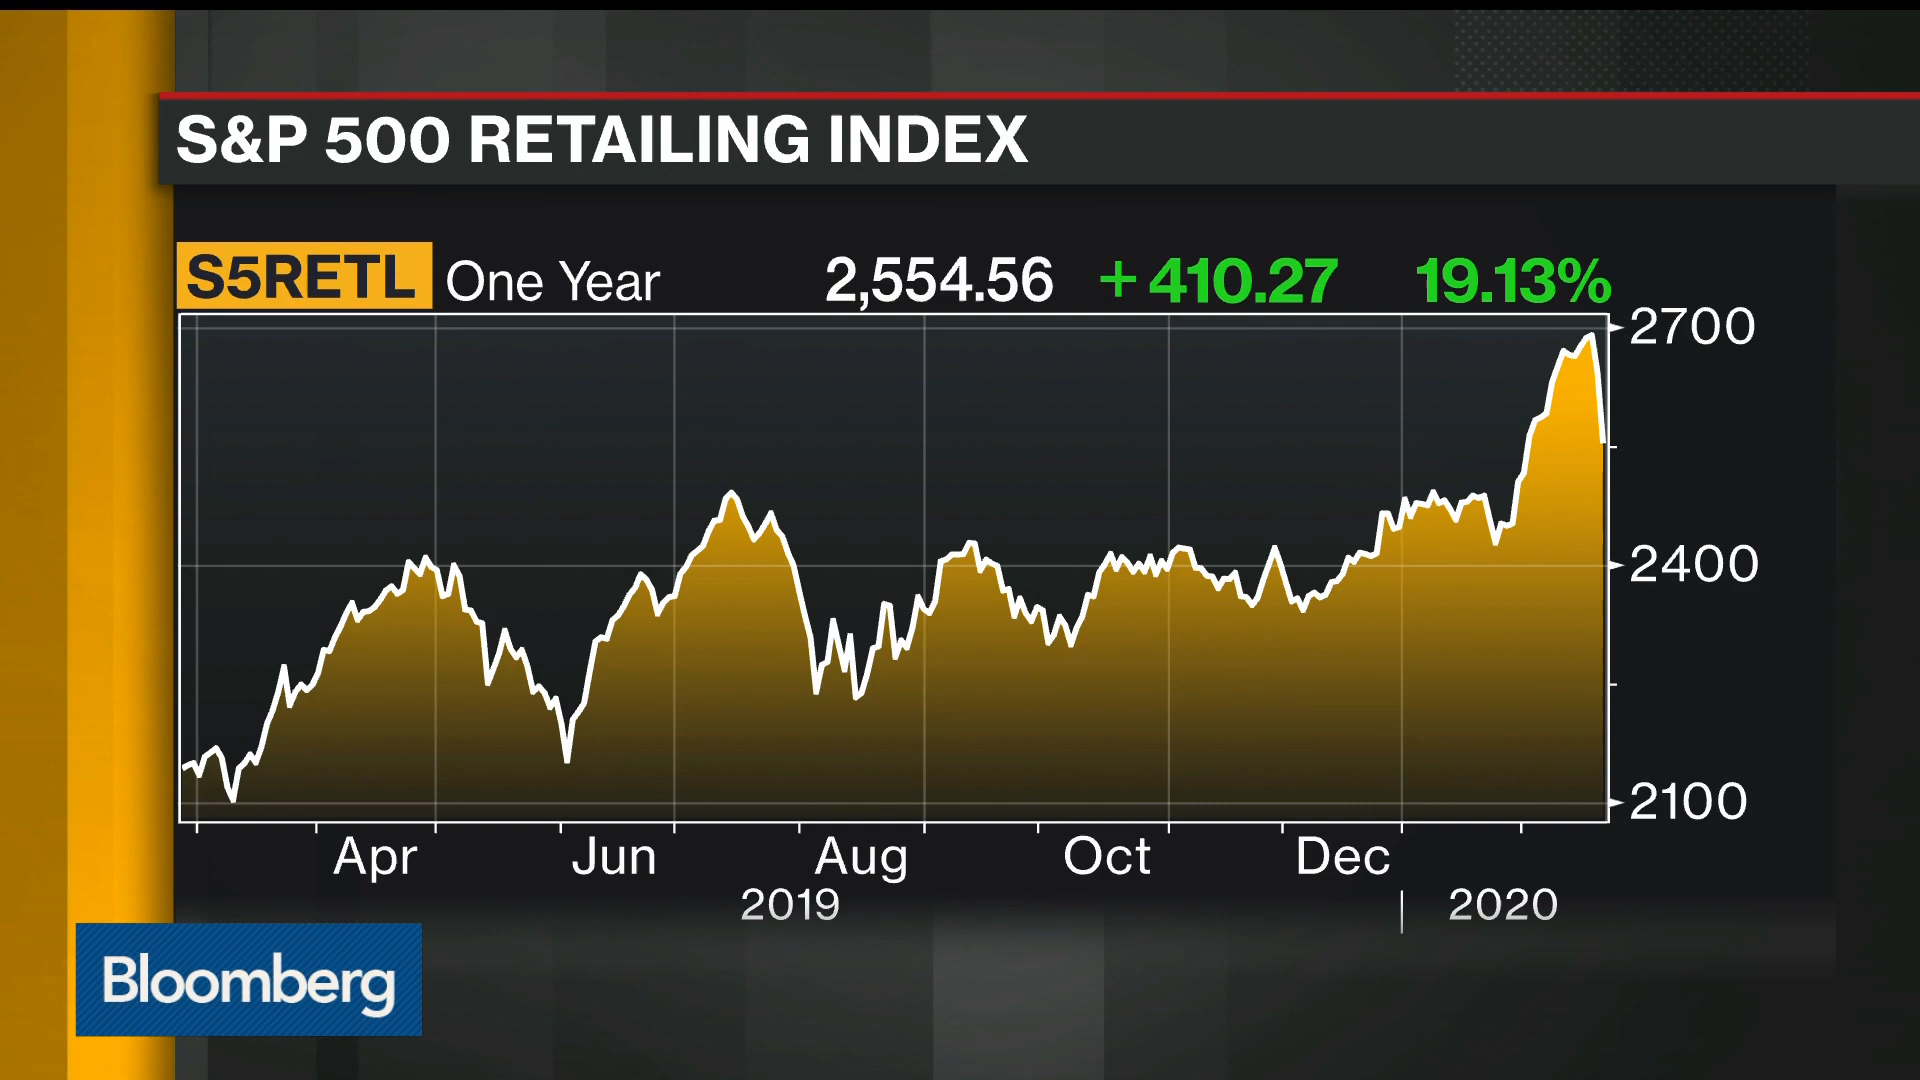 S&P 500 RETAILING INDEX
S5RETL One Year 2,554.56 +410.27 19.13%
2700
2400
2100
Apr Jun Aug Oct Dec
2019 2020
Bloomberg